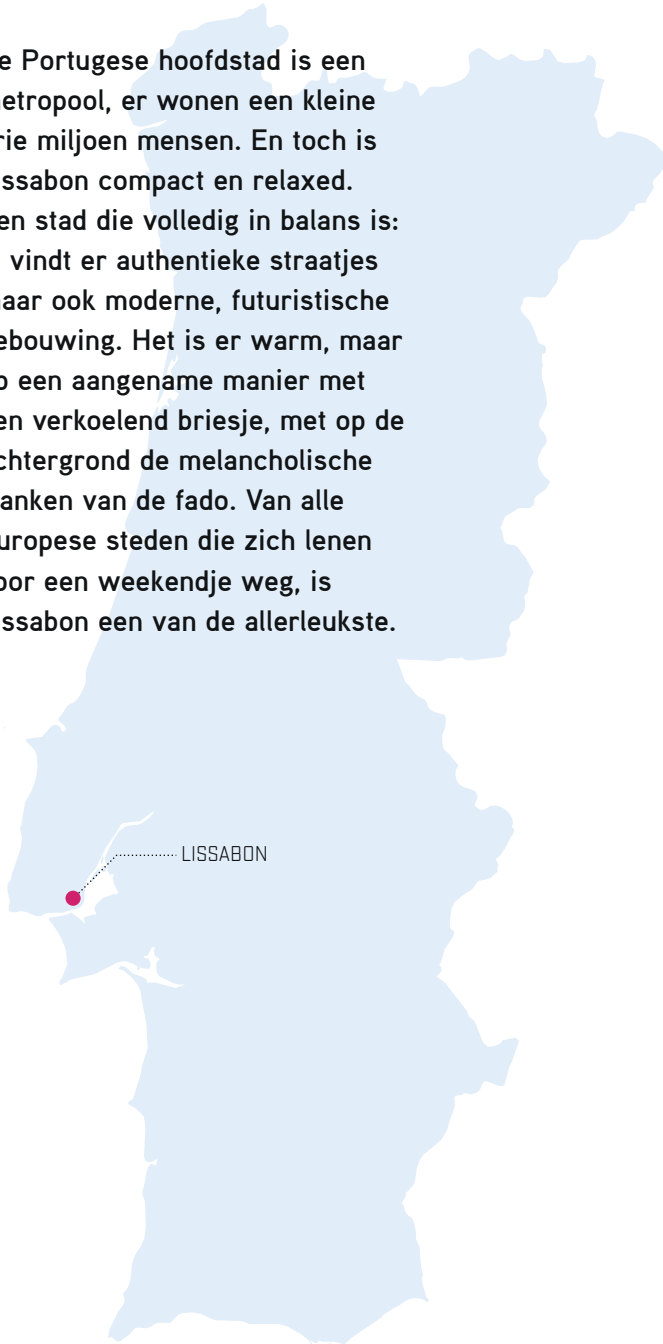 e Portugese hoofdstad is een
etropool, er wonen een kleine
rie miljoen mensen. En toch is
issabon compact en relaxed.
en stad die volledig in balans is:
vindt er authentieke straatjes
aar ook moderne, futuristische
ebouwing. Het is er warm, maar
p een aangename manier met
en verkoelend briesje, met op de
chtergrond de melancholische
anken van de fado. Van alle
uropese steden die zich lenen
oor een weekendje weg, is
issabon een van de allerleukste.
LISSABON